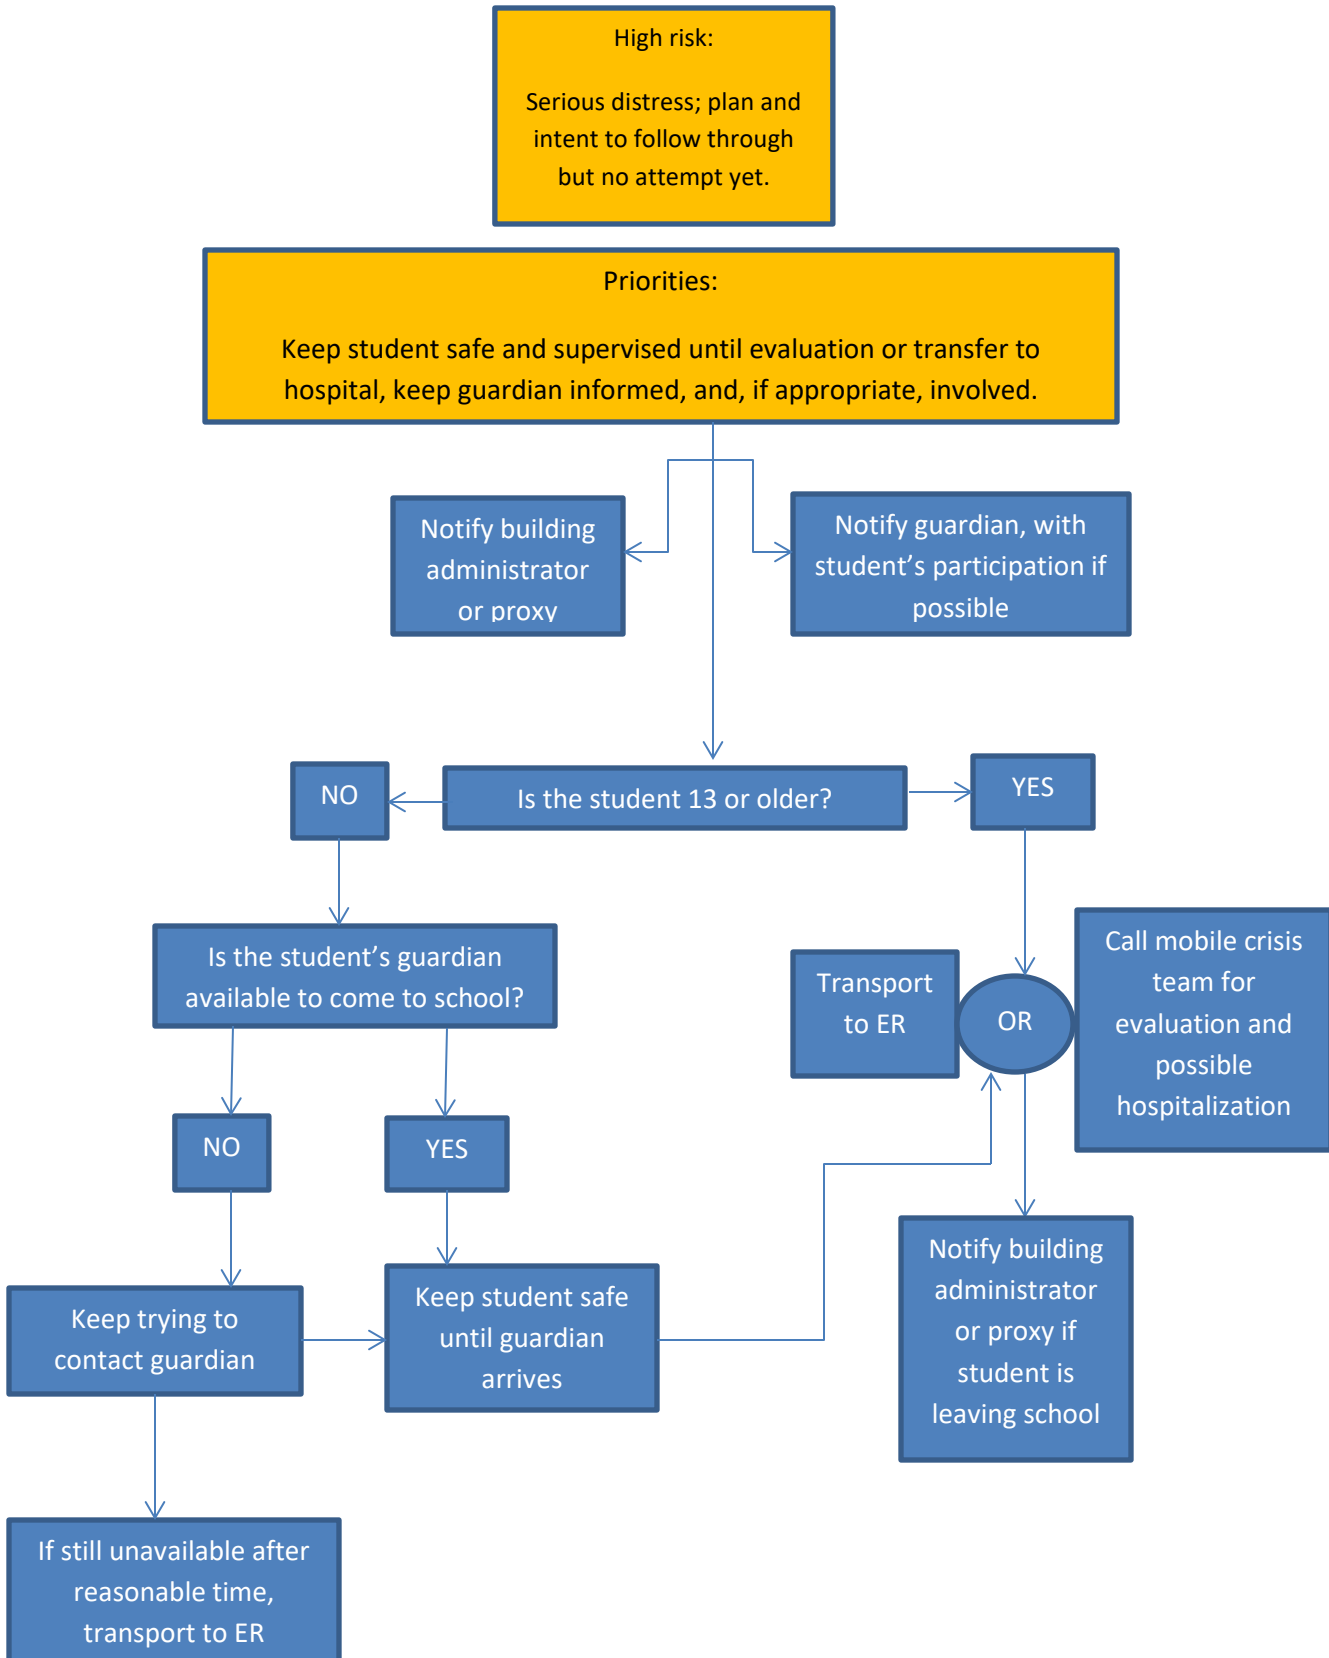 High risk:
Serious distress; plan and
intent to follow through
but no attempt yet.
Priorities:
Keep student safe and supervised until evaluation or transfer to
hospital, keep guardian informed, and, if appropriate, involved.
Notify building
administrator
or proxy
Notify guardian, with
student’s participation if
possible
NO
Is the student 13 or older?
YES
Is the student’s guardian
available to come to school?
Transport
to ER
OR
Call mobile crisis
team for
evaluation and
possible
hospitalization
NO
YES
Keep trying to
contact guardian
Keep student safe
until guardian
arrives
Notify building
administrator
or proxy if
student is
leaving school
If still unavailable after
reasonable time,
transport to ER